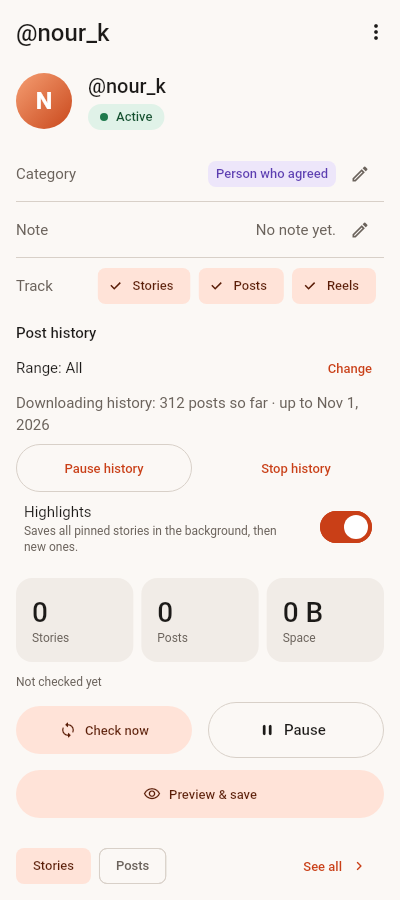 @nour_k
N
@nour_k
Active
Category
Person who agreed
Note
No note yet.
Track
Stories
Posts
Reels
Post history
Range: All
Change
Downloading history: 312 posts so far · up to Nov 1,
2026
Pause history
Stop history
Highlights
Saves all pinned stories in the background, then
new ones.
0
Stories
0
Posts
0 B
Space
Not checked yet
Check now
Pause
Preview & save
Stories
Posts
See all